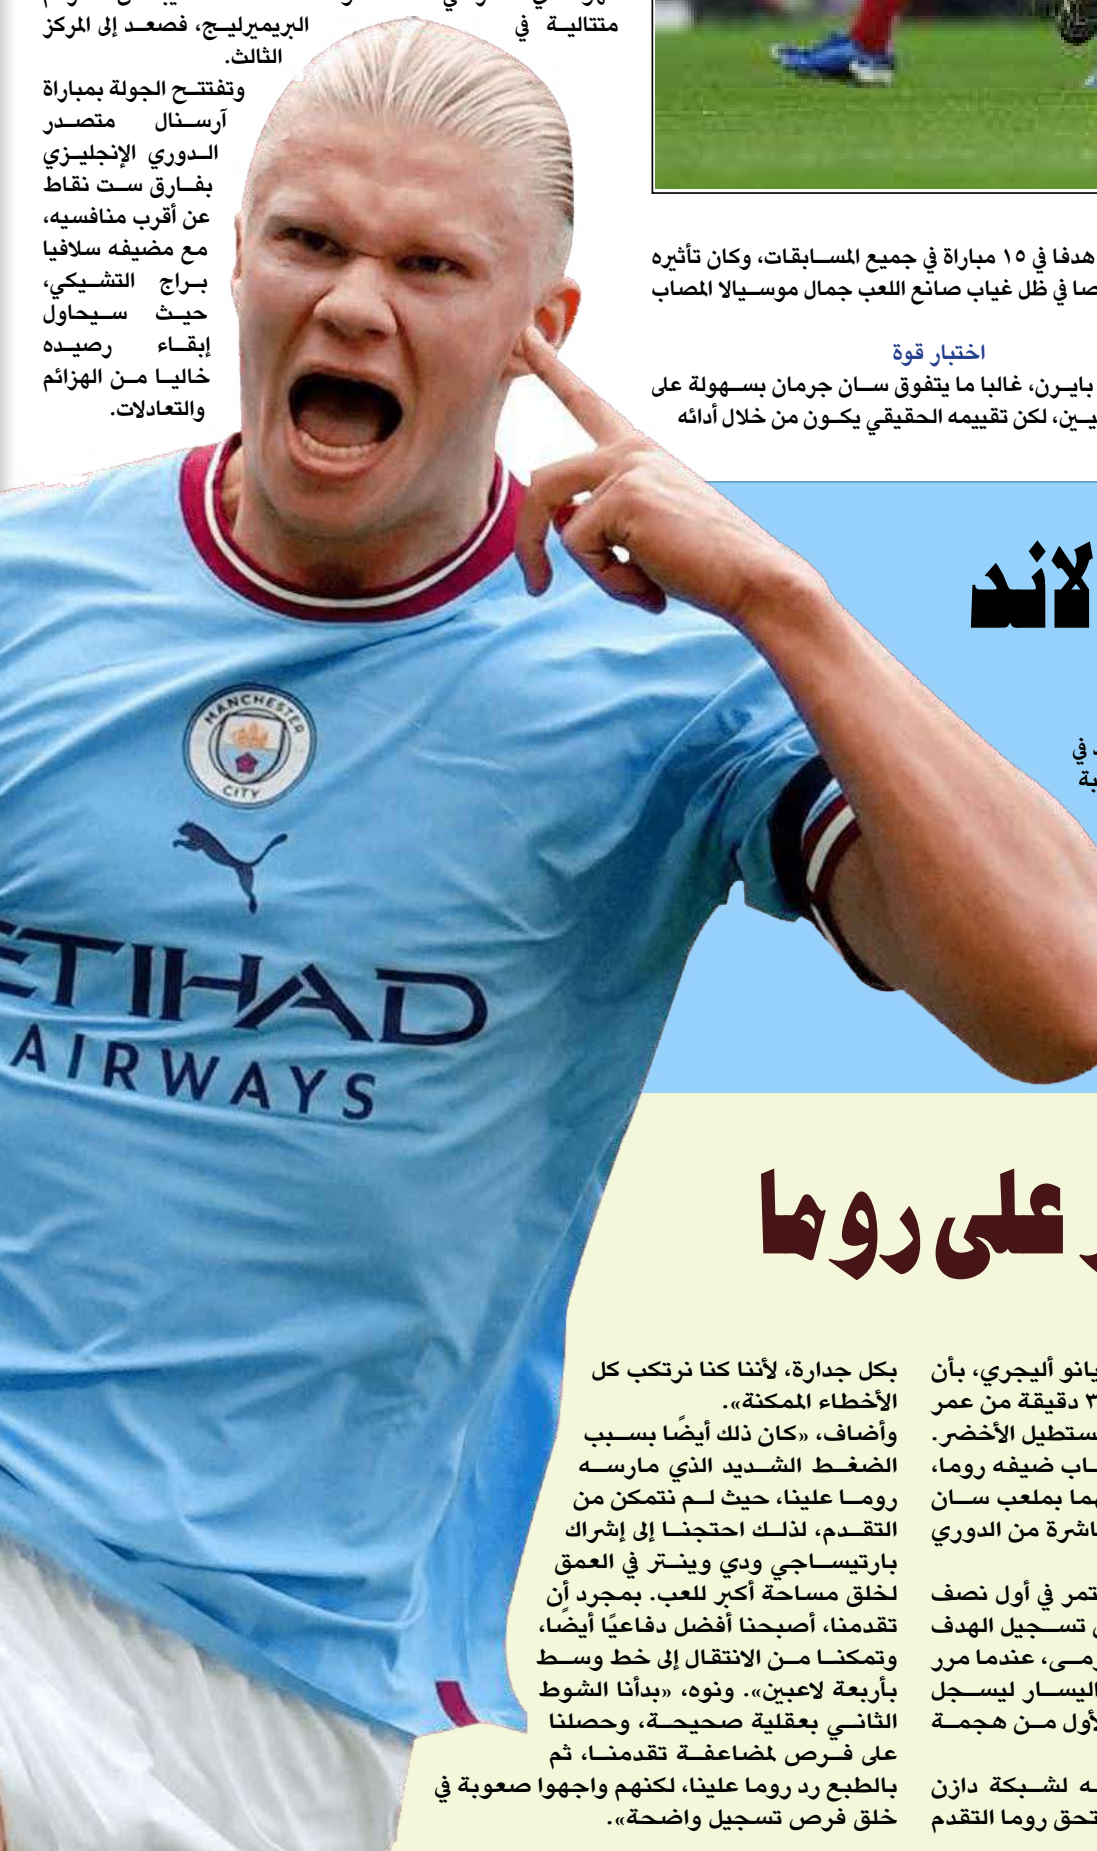 متتالية في
البريميرليج، فصعد إلى المركز
الثالث.
وتفتتح الجولة بمباراة
آرسنال متصدر
الدوري الإنجليزي
بفارق ست نقاط
عن أقرب منافسيه،
مع مضيفه سلافيا
براج التشيكي،
حيث سيحاول
إبقاء رصيده
خاليا من الهزائم
والتعادلات.
هدفا في ١٥ مباراة في جميع المسابقات، وكان تأثيره
صا في ظل غياب صانع اللعب جمال موسيالا المصاب
اختبار قوة
بايرن، غالبا ما يتفوق سان جرمان بسهولة على
يين، لكن تقييمه الحقيقي يكون من خلال أدائه
لاند
في
بة
MANCHESTER
CITY
ETIHAD
AIRWAYS
على روما
يانو أليجري، بأن
٣ دقيقة من عمر
ستطيل الأخضر.
ـاب ضيفه روما،
هما بملعب سان
ـاشرة من الدوري
تمر في أول نصف
تسجيل الهدف
رمى، عندما مرر
اليسار ليسجل
لأول من هجمة
ـه لشبكة دازن
تحق روما التقدم
بكل جدارة، لأننا كنا نرتكب كل
الأخطاء الممكنة».
وأضاف، «كان ذلك أيضًا بسبب
الضغط الشديد الذي مارسه
روما علينا، حيث لم نتمكن من
التقدم، لذلك احتجنا إلى إشراك
بارتيساجي ودي وينتر في العمق
لخلق مساحة أكبر للعب. بمجرد أن
تقدمنا، أصبحنا أفضل دفاعيًا أيضًا،
وتمكنا من الانتقال إلى خط وسط
بأربعة لاعبين». ونوه، «بدأنا الشوط
الثاني بعقلية صحيحة، وحصلنا
على فرص لمضاعفة تقدمنا، ثم
بالطبع رد روما علينا، لكنهم واجهوا صعوبة في
خلق فرص تسجيل واضحة».